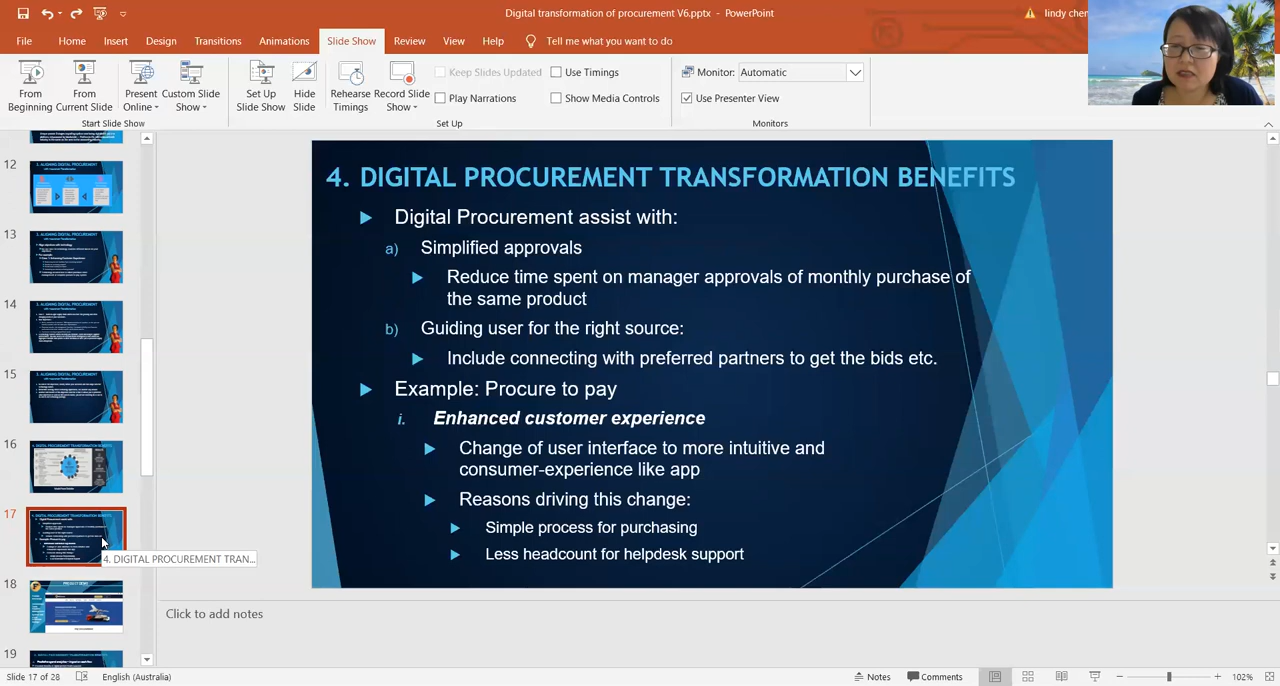 Digital transformation of procurement V6.pptx - PowerPoint
lindy chen
File Home Insert Design Transitions Animations Slide Show Review View Help Tell me what you want to do
From Beginning
From Current Slide
Present Online
Custom Slide Show
Start Slide Show
Set Up Slide Show
Hide Slide
Rehearse Timings
Record Slide Show
Keep Slides Updated
Play Narrations
Use Timings
Show Media Controls
Set Up
Monitor: Automatic
Use Presenter View
Monitors
12
13
14
15
16
17
18
19
4. DIGITAL PROCUREMENT TRAN...
4. DIGITAL PROCUREMENT TRANSFORMATION BENEFITS
Digital Procurement assist with:
a) Simplified approvals
Reduce time spent on manager approvals of monthly purchase of
the same product
b) Guiding user for the right source:
Include connecting with preferred partners to get the bids etc.
Example: Procure to pay
i. Enhanced customer experience
Change of user interface to more intuitive and
consumer-experience like app
Reasons driving this change:
Simple process for purchasing
Less headcount for helpdesk support
Click to add notes
Slide 17 of 28 English (Australia) Notes Comments 102%